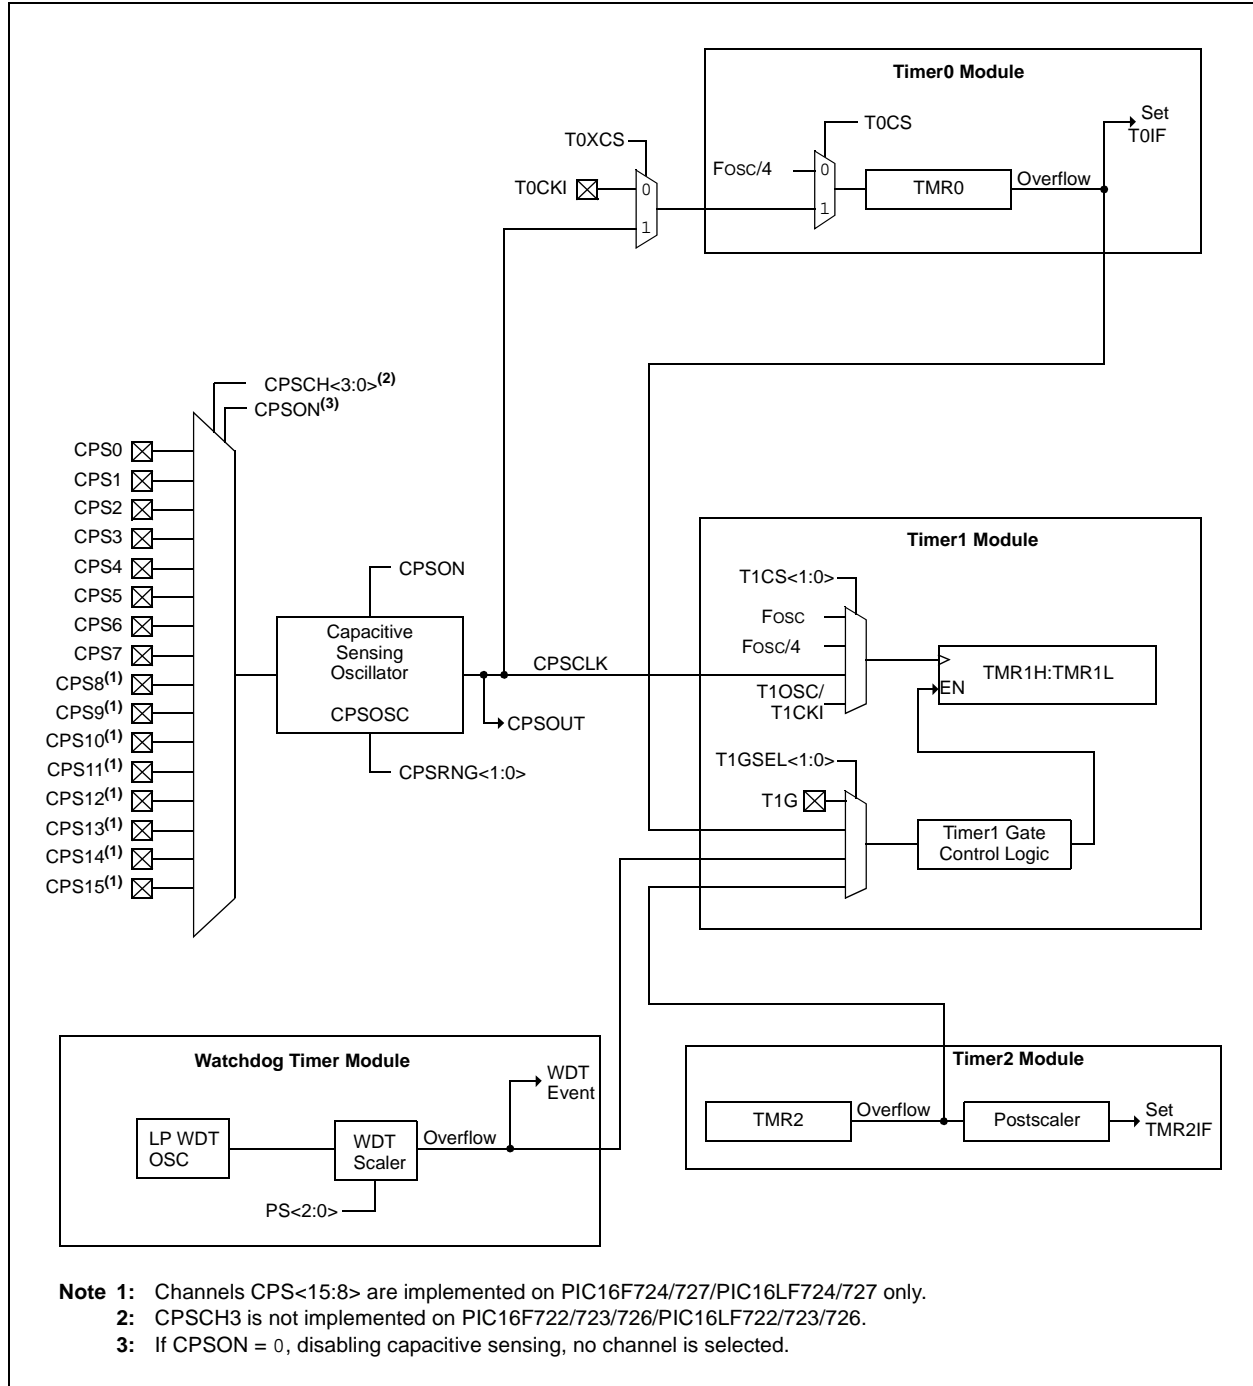 Timer0 Module
T0XCS
T0CS
Set
T0IF
FOSC/4
0
TMR0
Overflow
T0CKI
0
1
1
CPSCH<3:0>(2)
CPSON(3)
CPS0
CPS1
CPS2
CPS3
CPS4
CPS5
CPS6
CPS7
CPS8(1)
CPS9(1)
CPS10(1)
CPS11(1)
CPS12(1)
CPS13(1)
CPS14(1)
CPS15(1)
CPSON
Capacitive
Sensing
Oscillator
CPSOSC
CPSRNG<1:0>
CPSCLK
CPSOUT
Timer1 Module
T1CS<1:0>
FOSC
FOSC/4
T1OSC/
T1CKI
TMR1H:TMR1L
EN
T1GSEL<1:0>
T1G
Timer1 Gate
Control Logic
Watchdog Timer Module
WDT
Event
LP WDT
OSC
WDT
Scaler
Overflow
PS<2:0>
Timer2 Module
TMR2
Overflow
Postscaler
Set
TMR2IF
Note 1: Channels CPS<15:8> are implemented on PIC16F724/727/PIC16LF724/727 only.
2: CPSCH3 is not implemented on PIC16F722/723/726/PIC16LF722/723/726.
3: If CPSON = 0, disabling capacitive sensing, no channel is selected.